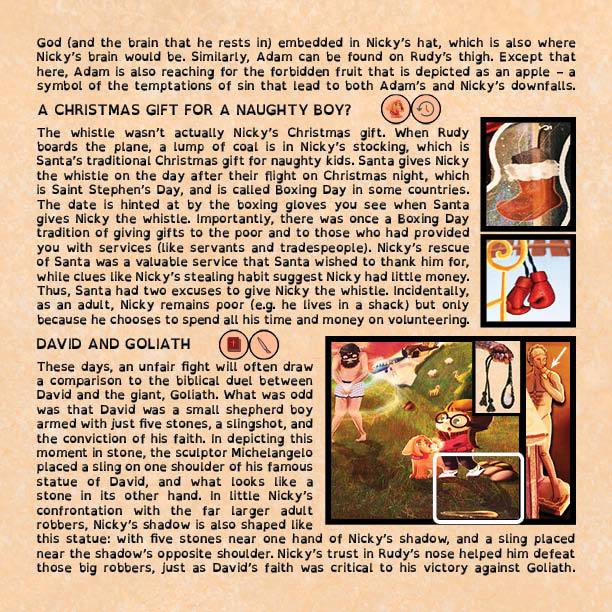 God (and the brain that he rests in) embedded in Nicky's hat, which is also where
Nicky's brain would be. Similarly, Adam can be found on Rudy's thigh. Except that
here, Adam is also reaching for the forbidden fruit that is depicted as an apple – a
symbol of the temptations of sin that lead to both Adam's and Nicky's downfalls.
A CHRISTMAS GIFT FOR A NAUGHTY BOY?
The whistle wasn't actually Nicky's Christmas gift. When Rudy
boards the plane, a lump of coal is in Nicky's stocking, which is
Santa's traditional Christmas gift for naughty kids. Santa gives Nicky
the whistle on the day after their flight on Christmas night, which
is Saint Stephen's Day, and is called Boxing Day in some countries.
The date is hinted at by the boxing gloves you see when Santa
gives Nicky the whistle. Importantly, there was once a Boxing Day
tradition of giving gifts to the poor and to those who had provided
you with services (like servants and tradespeople). Nicky's rescue
of Santa was a valuable service that Santa wished to thank him for,
while clues like Nicky's stealing habit suggest Nicky had little money.
Thus, Santa had two excuses to give Nicky the whistle. Incidentally,
as an adult, Nicky remains poor (e.g. he lives in a shack) but only
because he chooses to spend all his time and money on volunteering.
DAVID AND GOLIATH
These days, an unfair fight will often draw
a comparison to the biblical duel between
David and the giant, Goliath. What was odd
was that David was a small shepherd boy
armed with just five stones, a slingshot, and
the conviction of his faith. In depicting this
moment in stone, the sculptor Michelangelo
placed a sling on one shoulder of his famous
statue of David, and what looks like a
stone in its other hand. In little Nicky's
confrontation with the far larger adult
robbers, Nicky's shadow is also shaped like
this statue: with five stones near one hand of Nicky's shadow, and a sling placed
near the shadow's opposite shoulder. Nicky's trust in Rudy's nose helped him defeat
those big robbers, just as David's faith was critical to his victory against Goliath.